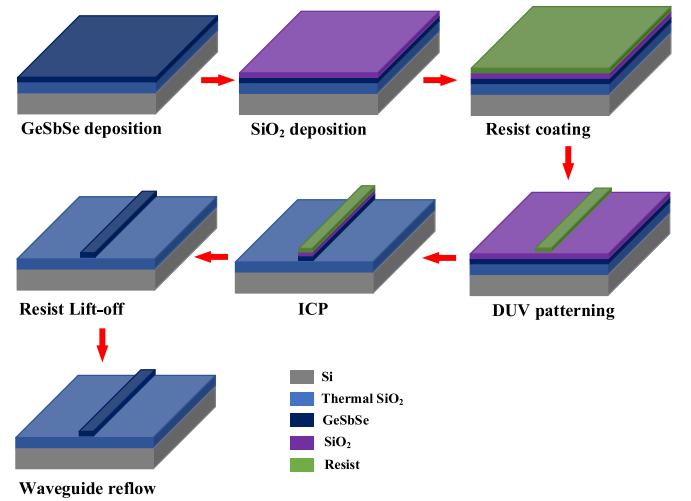 GeSbSe deposition
SiO₂ deposition
Resist coating
Resist Lift-off
ICP
DUV patterning
Waveguide reflow
Si
Thermal SiO₂
GeSbSe
SiO₂
Resist